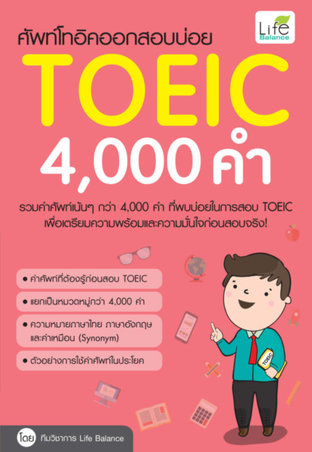 Life
Balance
ศัพท์โทอิคออกสอบบ่อย
TOEIC
4,000 คำ
รวมคำศัพท์เน้นๆ กว่า 4,000 คำ ที่พบบ่อยในการสอบ TOEIC
เพื่อเตรียมความพร้อมและความมั่นใจก่อนสอบจริง!
คำศัพท์ที่ต้องรู้ก่อนสอบ TOEIC
แยกเป็นหมวดหมู่กว่า 4,000 คำ
ความหมายภาษาไทย ภาษาอังกฤษ
และคำเหมือน (Synonym)
ตัวอย่างการใช้คำศัพท์ในประโยค
TOEIC
โดย ทีมวิชาการ Life Balance